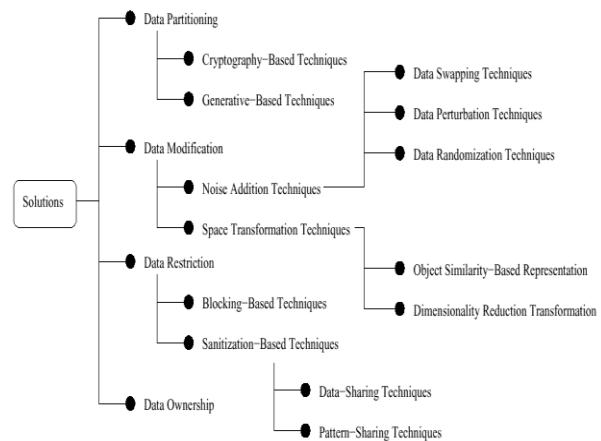 Data Partitioning
Cryptography-Based Techniques
Data Swapping Techniques
Generative-Based Techniques
Data Perturbation Techniques
Data Modification
Data Randomization Techniques
Noise Addition Techniques
Solutions
Space Transformation Techniques
Data Restriction
Object Similarity-Based Representation
Blocking-Based Techniques
Dimensionality Reduction Transformation
Sanitization-Based Techniques
Data-Sharing Techniques
Data Ownership
Pattern-Sharing Techniques